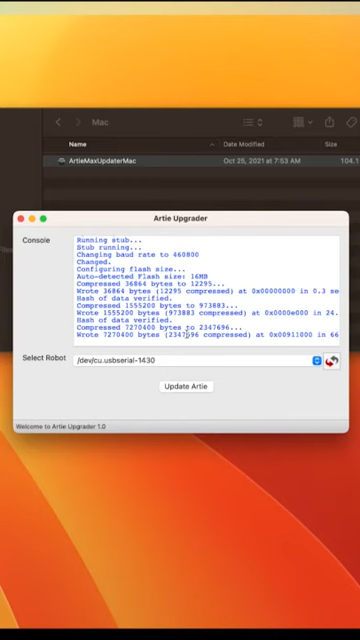 Mac
Name Date Modified Size
ArtieMaxUpdaterMac Oct 25, 2021 at 7:53 AM 104.1
Artie Upgrader
Console
Running stub...
Stub running...
Changing baud rate to 460800
Changed.
Configuring flash size...
Auto-detected Flash size: 16MB
Compressed 36864 bytes to 12295...
Wrote 36864 bytes (12295 compressed) at 0x00000000 in 0.3 se
Hash of data verified.
Compressed 1555200 bytes to 973883...
Wrote 1555200 bytes (973883 compressed) at 0x0000e000 in 24.
Hash of data verified.
Compressed 7270400 bytes to 2347696...
Wrote 7270400 bytes (2347696 compressed) at 0x00911000 in 66
Select Robot /dev/cu.usbserial-1430
Update Artie
Welcome to Artie Upgrader 1.0